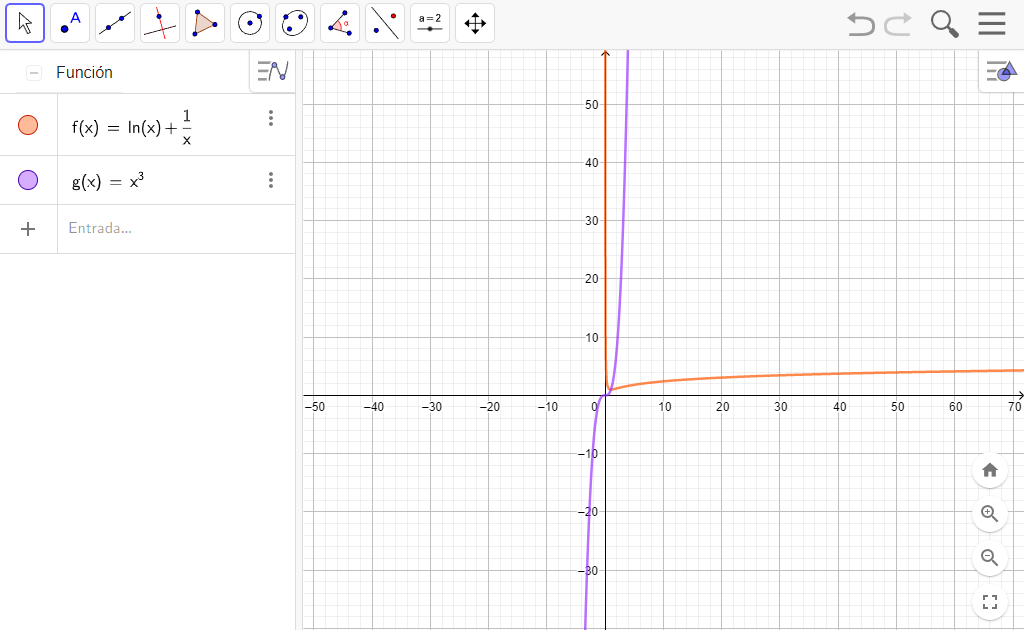 A
α
a = 2
Función
f(x) = ln(x) + 1/x
g(x) = x³
+ Entrada...
50
40
30
20
10
−50 −40 −30 −20 −10 0 10 20 30 40 50 60 70
−10
−20
−30